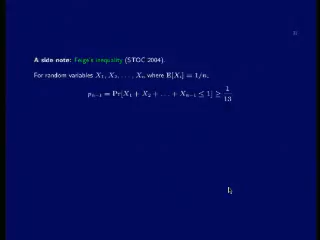 A side note: Feige's inequality (STOC 2004).
For random variables X₁, X₂, . . . , Xₙ where E[Xᵢ] = 1/n,
pₙ₋₁ = Pr[X₁ + X₂ + . . . + Xₙ₋₁ ≤ 1] ≥ 1/13